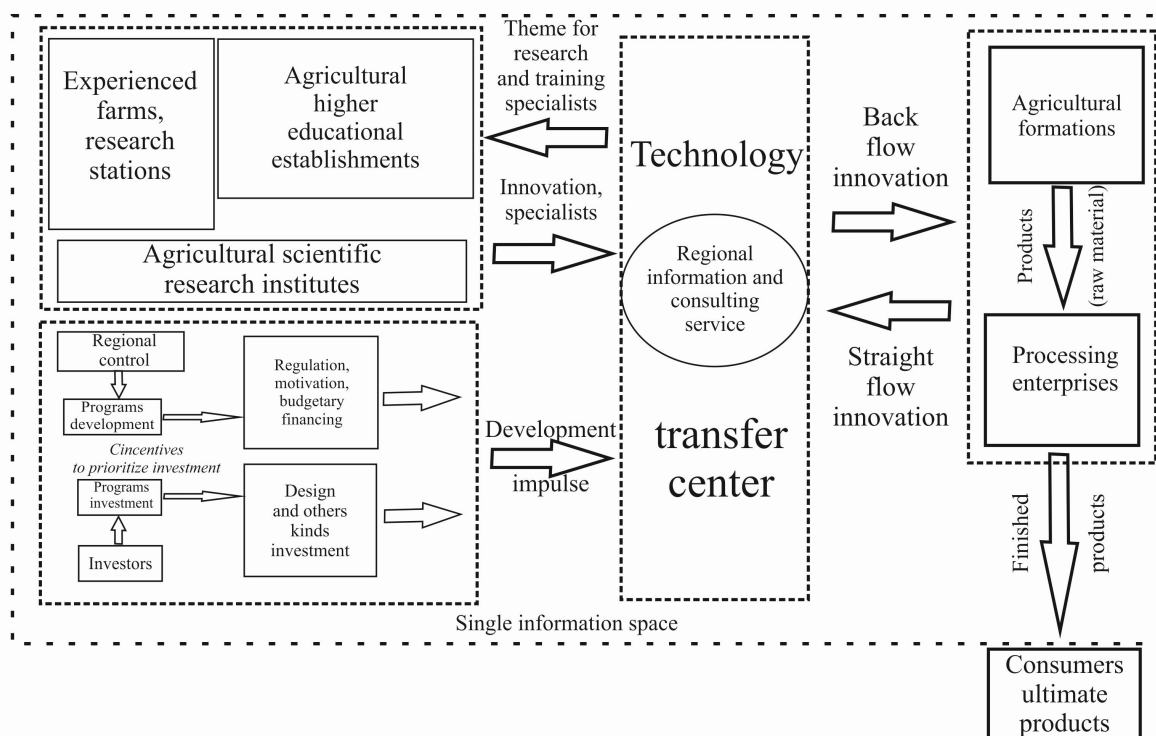 Experienced
farms,
research
stations
Agricultural
higher
educational
establishments
Agricultural scientific
research institutes
Theme for
research
and training
specialists
Innovation,
specialists
Regional
control
Programs
development
Cincentives
to prioritize investment
Programs
investment
Investors
Regulation,
motivation,
budgetary
financing
Design
and others
kinds
investment
Development
impulse
Technology
Regional
information and
consulting
service
transfer
center
Back
flow
innovation
Straight
flow
innovation
Agricultural
formations
Products
(raw material)
Processing
enterprises
Finished
products
Single information space
Consumers
ultimate
products